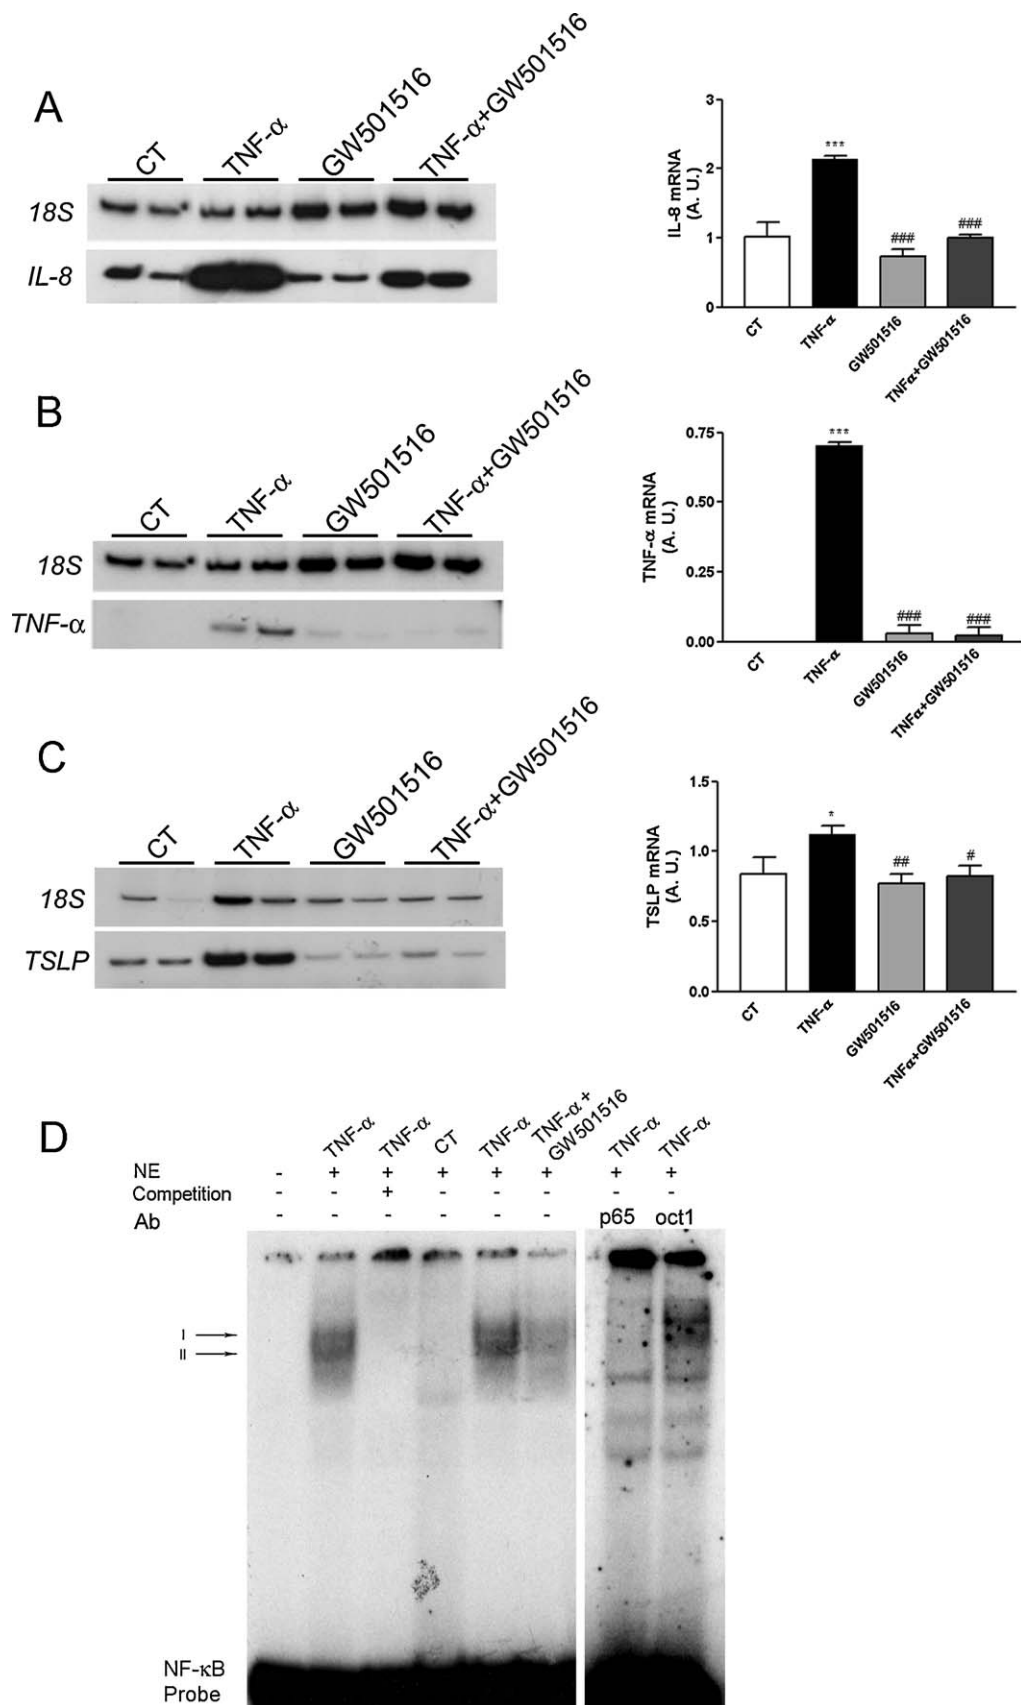 A
CT
TNF-α
GW501516
TNF-α+GW501516
18S
IL-8
3
2
1
0
IL-8 mRNA
(A. U.)
***
###
###
CT
TNF-α
GW501516
TNFα+GW501516
B
CT
TNF-α
GW501516
TNF-α+GW501516
18S
TNF-α
0.75
0.50
0.25
0.00
TNF-α mRNA
(A. U.)
***
###
###
CT
TNF-α
GW501516
TNFα+GW501516
C
CT
TNF-α
GW501516
TNF-α+GW501516
18S
TSLP
1.5
1.0
0.5
0.0
TSLP mRNA
(A. U.)
*
##
#
CT
TNF-α
GW501516
TNFα+GW501516
D
TNF-α
TNF-α
CT
TNF-α
TNF-α +
GW501516
TNF-α
TNF-α
NE - + + + + + + +
Competition - - + - - - - -
Ab - - - - - - p65 oct1
I
II
NF-κB
Probe